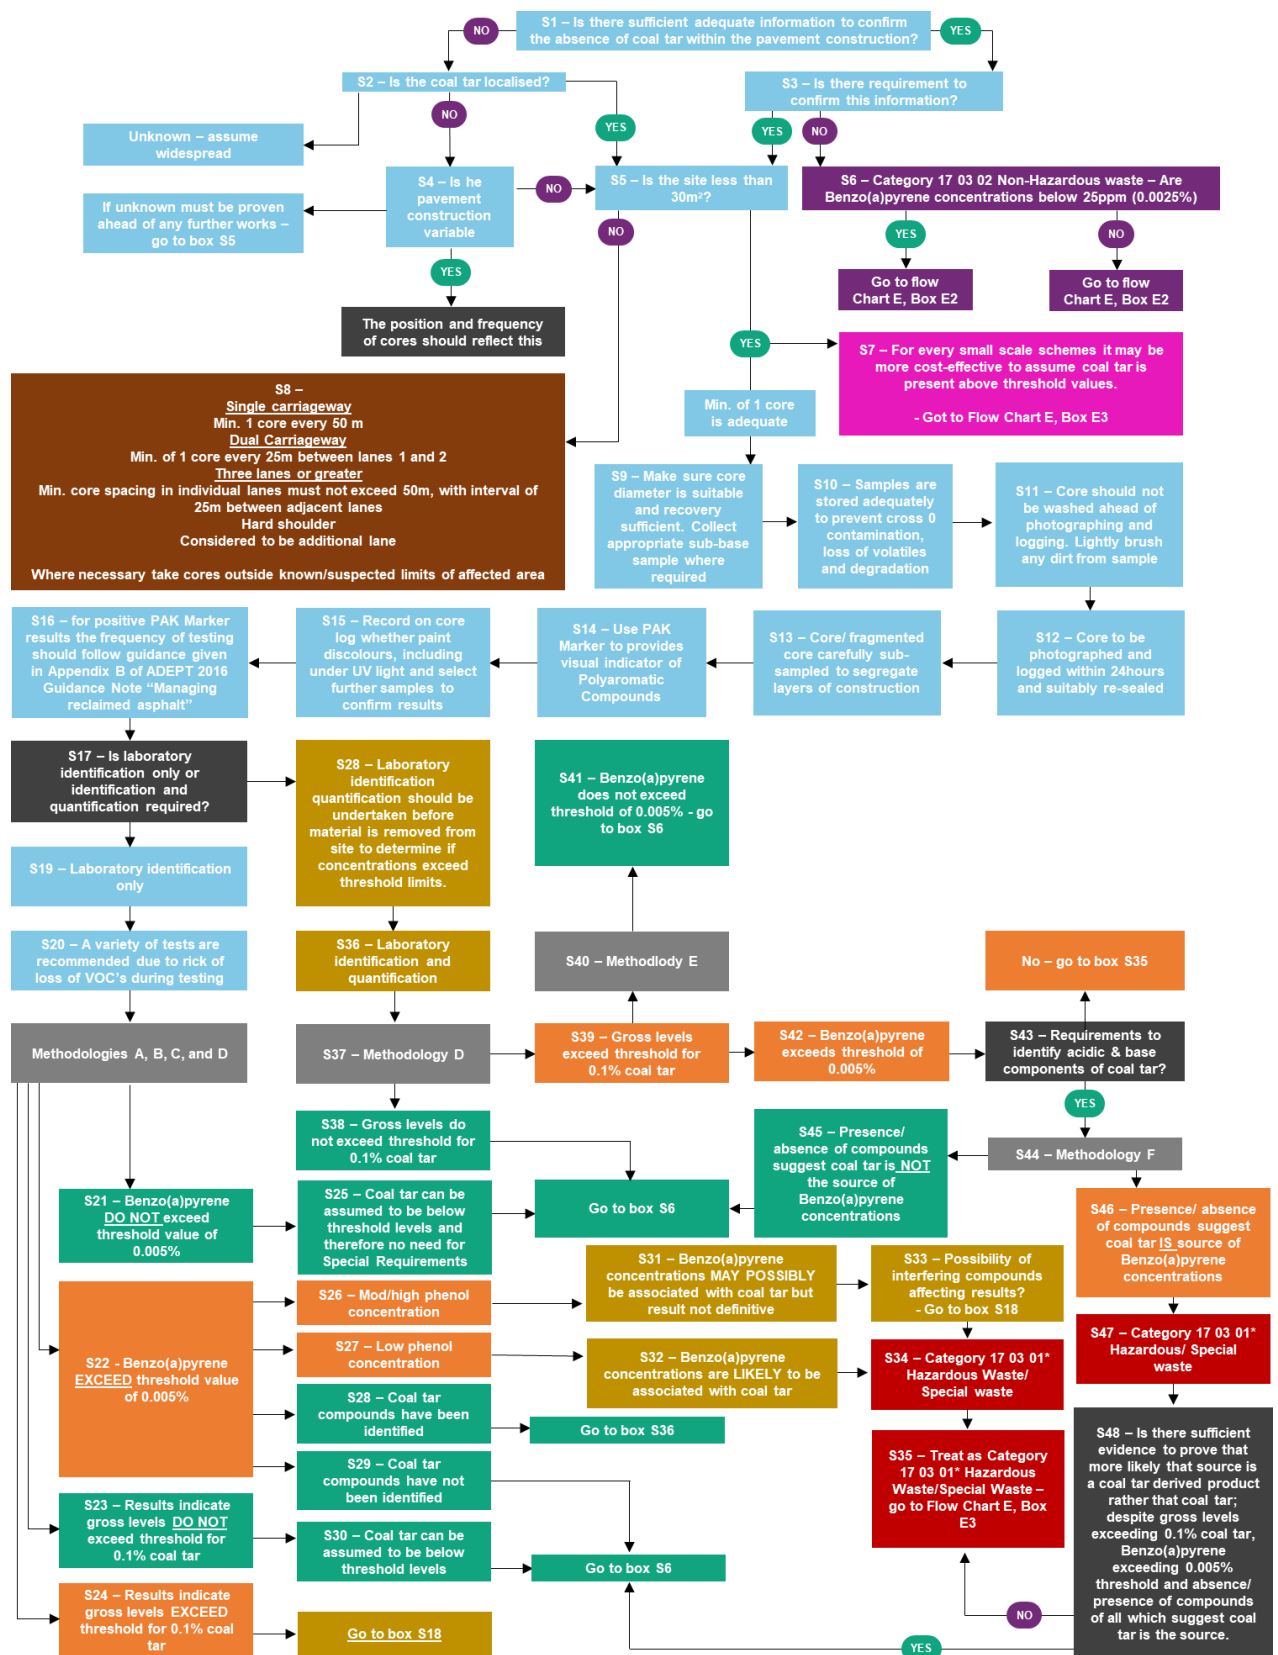 S1 – Is there sufficient adequate information to confirm
the absence of coal tar within the pavement construction?
NO
YES
S2 – Is the coal tar localised?
S3 – Is there requirement to
confirm this information?
NO
YES
YES
NO
Unknown – assume
widespread
S4 – Is he
pavement
construction
variable
NO
S5 – Is the site less than
30m²?
S6 – Category 17 03 02 Non-Hazardous waste – Are
Benzo(a)pyrene concentrations below 25ppm (0.0025%)
If unknown must be proven
ahead of any further works –
go to box S5
NO
YES
NO
YES
Go to flow
Chart E, Box E2
Go to flow
Chart E, Box E2
The position and frequency
of cores should reflect this
YES
S7 – For every small scale schemes it may be
more cost-effective to assume coal tar is
present above threshold values.
- Got to Flow Chart E, Box E3
S8 –
Single carriageway
Min. 1 core every 50 m
Dual Carriageway
Min. of 1 core every 25m between lanes 1 and 2
Three lanes or greater
Min. core spacing in individual lanes must not exceed 50m, with interval of
25m between adjacent lanes
Hard shoulder
Considered to be additional lane
Where necessary take cores outside known/suspected limits of affected area
Min. of 1 core
is adequate
S9 – Make sure core
diameter is suitable
and recovery
sufficient. Collect
appropriate sub-base
sample where
required
S10 – Samples are
stored adequately
to prevent cross 0
contamination,
loss of volatiles
and degradation
S11 – Core should not
be washed ahead of
photographing and
logging. Lightly brush
any dirt from sample
S16 – for positive PAK Marker
results the frequency of testing
should follow guidance given
in Appendix B of ADEPT 2016
Guidance Note “Managing
reclaimed asphalt”
S15 – Record on core
log whether paint
discolours, including
under UV light and select
further samples to
confirm results
S14 – Use PAK
Marker to provides
visual indicator of
Polyaromatic
Compounds
S13 – Core/ fragmented
core carefully sub-
sampled to segregate
layers of construction
S12 – Core to be
photographed and
logged within 24hours
and suitably re-sealed
S17 – Is laboratory
identification only or
identification and
quantification required?
S28 – Laboratory
identification
quantification should be
undertaken before
material is removed from
site to determine if
concentrations exceed
threshold limits.
S41 – Benzo(a)pyrene
does not exceed
threshold of 0.005% - go
to box S6
S19 – Laboratory identification
only
S20 – A variety of tests are
recommended due to rick of
loss of VOC’s during testing
S36 – Laboratory
identification and
quantification
S40 – Methodlody E
No – go to box S35
Methodologies A, B, C, and D
S37 – Methodology D
S39 – Gross levels
exceed threshold for
0.1% coal tar
S42 – Benzo(a)pyrene
exceeds threshold of
0.005%
S43 – Requirements to
identify acidic & base
components of coal tar?
YES
S38 – Gross levels do
not exceed threshold for
0.1% coal tar
S45 – Presence/
absence of compounds
suggest coal tar is NOT
the source of
Benzo(a)pyrene
concentrations
S44 – Methodology F
S21 – Benzo(a)pyrene
DO NOT exceed
threshold value of
0.005%
S25 – Coal tar can be
assumed to be below
threshold levels and
therefore no need for
Special Requirements
Go to box S6
S46 – Presence/ absence
of compounds suggest
coal tar IS source of
Benzo(a)pyrene
concentrations
S22 - Benzo(a)pyrene
EXCEED threshold value
of 0.005%
S26 – Mod/high phenol
concentration
S31 – Benzo(a)pyrene
concentrations MAY POSSIBLY
be associated with coal tar but
result not definitive
S33 – Possibility of
interfering compounds
affecting results?
- Go to box S18
S27 – Low phenol
concentration
S32 – Benzo(a)pyrene
concentrations are LIKELY to be
associated with coal tar
S34 – Category 17 03 01*
Hazardous Waste/
Special waste
S47 – Category 17 03 01*
Hazardous/ Special
waste
S28 – Coal tar
compounds have been
identified
Go to box S36
S29 – Coal tar
compounds have not
been identified
S35 – Treat as Category
17 03 01* Hazardous
Waste/Special Waste –
go to Flow Chart E, Box
E3
S48 – Is there sufficient
evidence to prove that
more likely that source is
a coal tar derived product
rather that coal tar;
despite gross levels
exceeding 0.1% coal tar,
Benzo(a)pyrene
exceeding 0.005%
threshold and absence/
presence of compounds
of all which suggest coal
tar is the source.
S23 – Results indicate
gross levels DO NOT
exceed threshold for
0.1% coal tar
S30 – Coal tar can be
assumed to be below
threshold levels
Go to box S6
S24 – Results indicate
gross levels EXCEED
threshold for 0.1% coal
tar
Go to box S18
NO
YES